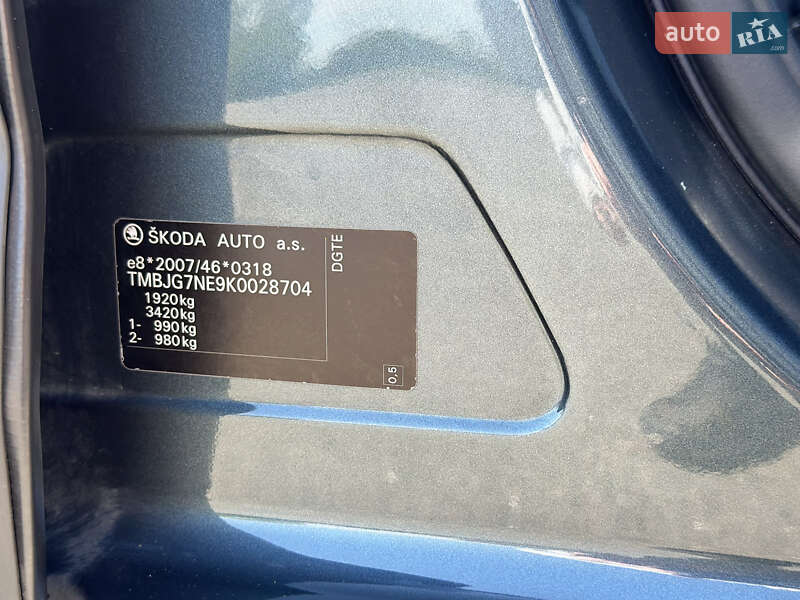 auto RIA
ŠKODA AUTO a.s.
DGTE
e8*2007/46*0318
TMBJG7NE9K0028704
1920kg
3420kg
1- 990kg
2- 980kg
0.5